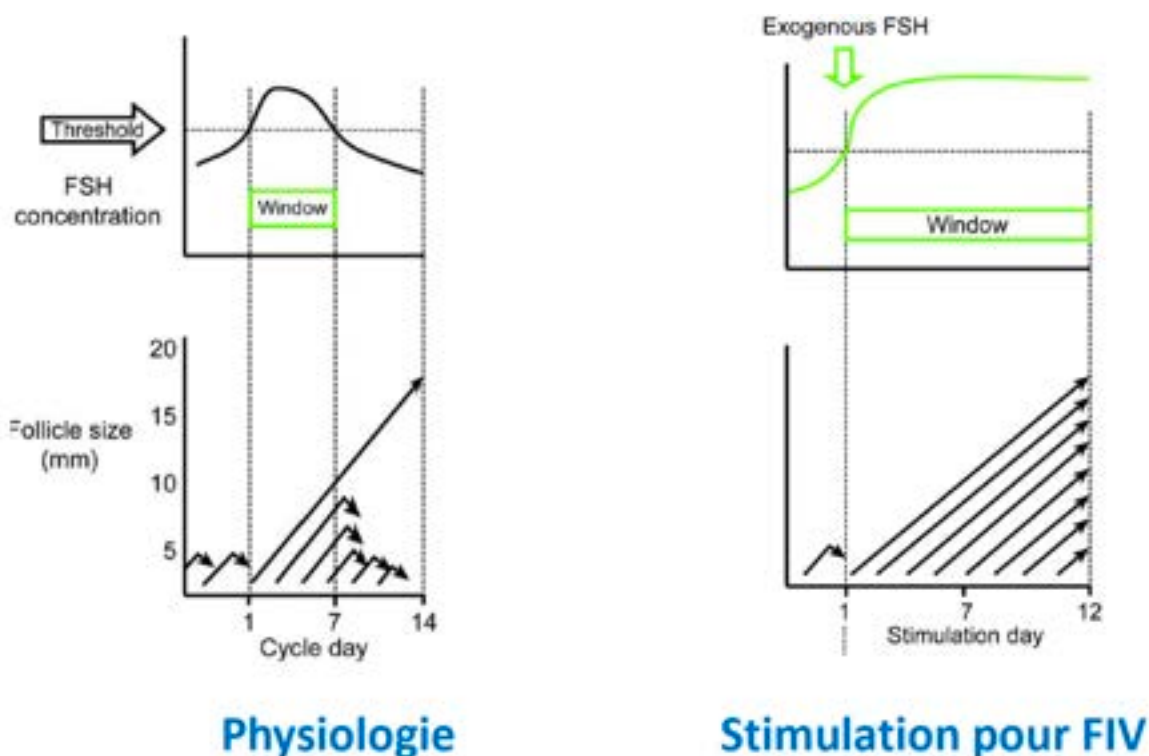 Threshold
FSH
concentration
Window
20
15
Follicle size
(mm)
10
5
1
7
14
Cycle day
Physiologie
Exogenous FSH
Window
1
7
12
Stimulation day
Stimulation pour FIV